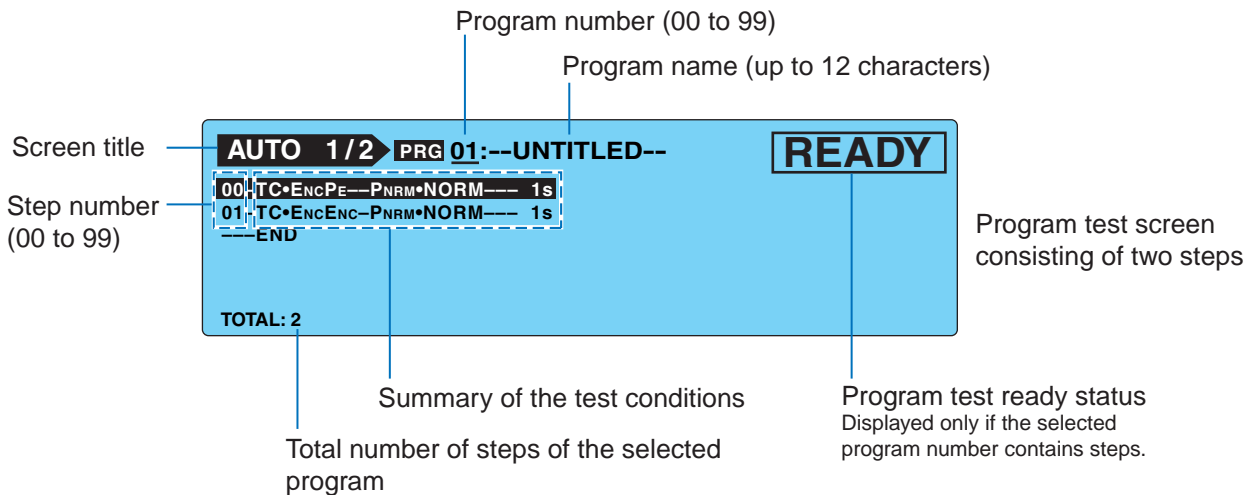 Program number (00 to 99)
Program name (up to 12 characters)
Screen title
AUTO 1/2 PRG 01:--UNTITLED--
READY
Step number
(00 to 99)
00-TC•ENCPE––PNRM•NORM––– 1s
01-TC•ENCENC–PNRM•NORM––– 1s
–––END
Program test screen
consisting of two steps
TOTAL: 2
Summary of the test conditions
Total number of steps of the selected
program
Program test ready status
Displayed only if the selected
program number contains steps.